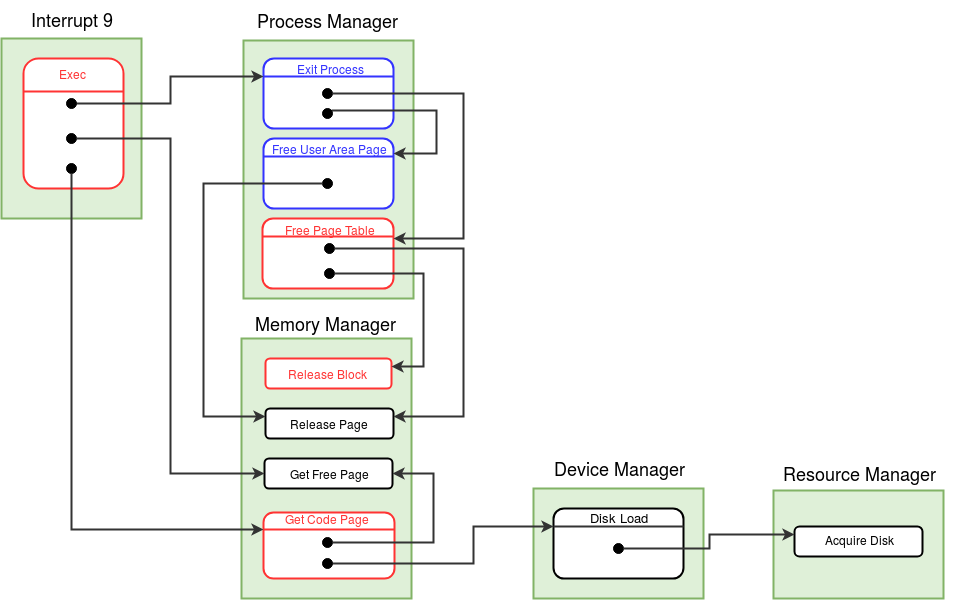 Interrupt 9
Exec
Process Manager
Exit Process
Free User Area Page
Free Page Table
Memory Manager
Release Block
Release Page
Get Free Page
Get Code Page
Device Manager
Disk Load
Resource Manager
Acquire Disk